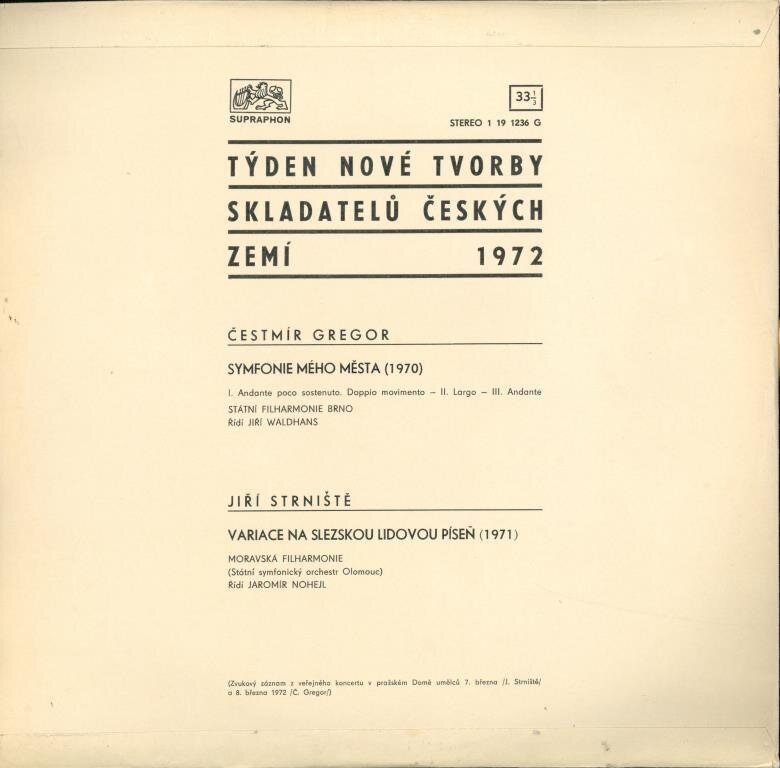 SUPRAPHON
33 1/3
STEREO 1 19 1236 G
TÝDEN NOVÉ TVORBY
SKLADATELŮ ČESKÝCH
ZEMÍ 1972
ČESTMÍR GREGOR
SYMFONIE MÉHO MĚSTA (1970)
I. Andante poco sostenuto. Doppio movimento – II. Largo – III. Andante
STÁTNÍ FILHARMONIE BRNO
Řídí JIŘÍ WALDHANS
JIŘÍ STRNIŠTĚ
VARIACE NA SLEZSKOU LIDOVOU PÍSEŇ (1971)
MORAVSKÁ FILHARMONIE
(Státní symfonický orchestr Olomouc)
Řídí JAROMÍR NOHEJL
(Zvukový záznam z veřejného koncertu v pražském Domě umělců 7. března /J. Strniště/
a 8. března 1972 /Č. Gregor/)